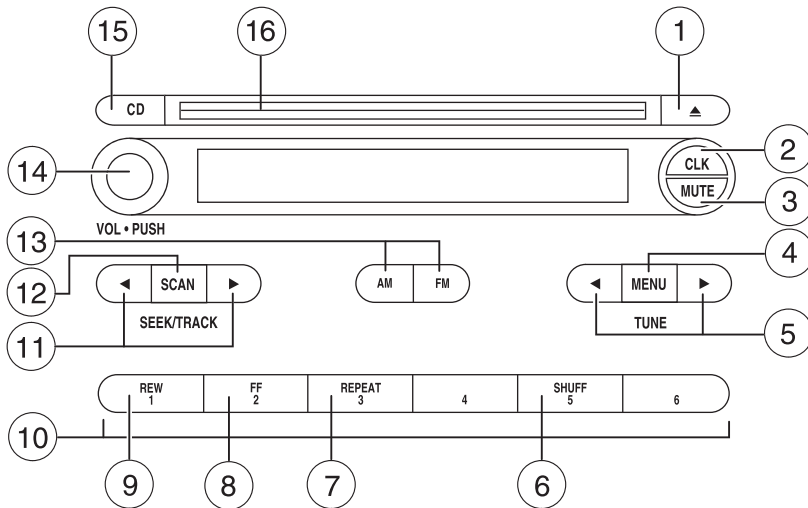 15 16 1
CD
14 CLK 2
MUTE 3
VOL • PUSH
13 4
12 SCAN AM FM MENU
11 SEEK/TRACK TUNE 5
REW FF REPEAT SHUFF
1 2 3 4 5 6
10
9 8 7 6